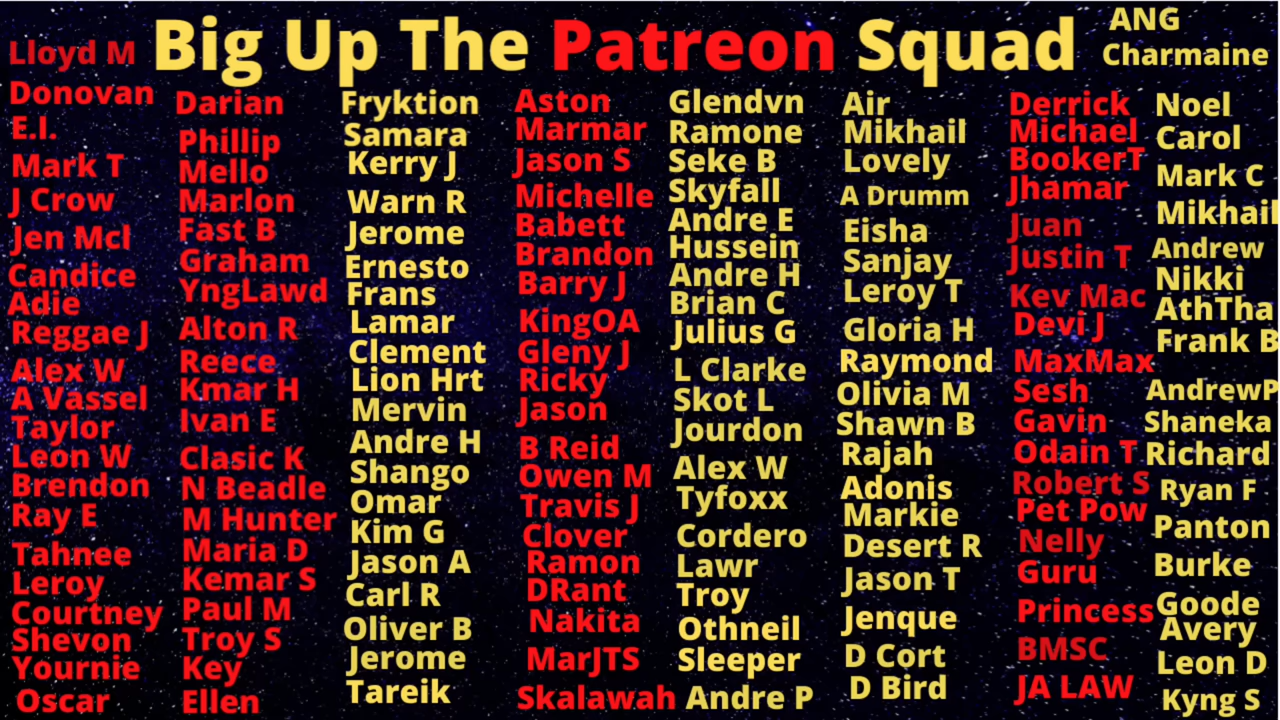 Big Up The Patreon Squad
Lloyd M
Donovan
E.I.
Mark T
J Crow
Jen Mcl
Candice
Adie
Reggae J
Alex W
A Vassel
Taylor
Leon W
Brendon
Ray E
Tahnee
Leroy
Courtney
Shevon
Yournie
Oscar
Darian
Phillip
Mello
Marlon
Fast B
Graham
YngLawd
Alton R
Reece
Kmar H
Ivan E
Clasic K
N Beadle
M Hunter
Maria D
Kemar S
Paul M
Troy S
Key
Ellen
Fryktion
Samara
Kerry J
Warn R
Jerome
Ernesto
Frans
Lamar
Clement
Lion Hrt
Mervin
Andre H
Shango
Omar
Kim G
Jason A
Carl R
Oliver B
Jerome
Tareik
Aston
Marmar
Jason S
Michelle
Babett
Brandon
Barry J
KingOA
Gleny J
Ricky
Jason
B Reid
Owen M
Travis J
Clover
Ramon
DRant
Nakita
MarJTS
Skalawah
Glendvn
Ramone
Seke B
Skyfall
Andre E
Hussein
Andre H
Brian C
Julius G
L Clarke
Skot L
Jourdon
Alex W
Tyfoxx
Cordero
Lawr
Troy
Othneil
Sleeper
Andre P
Air
Mikhail
Lovely
A Drumm
Eisha
Sanjay
Leroy T
Gloria H
Raymond
Olivia M
Shawn B
Rajah
Adonis
Markie
Desert R
Jason T
Jenque
D Cort
D Bird
Derrick
Michael
BookerT
Jhamar
Juan
Justin T
Kev Mac
Devi J
MaxMax
Sesh
Gavin
Odain T
Robert S
Pet Pow
Nelly
Guru
Princess
BMSC
JA LAW
ANG
Charmaine
Noel
Carol
Mark C
Mikhail
Andrew
Nikki
AthTha
Frank B
AndrewP
Shaneka
Richard
Ryan F
Panton
Burke
Goode
Avery
Leon D
Kyng S